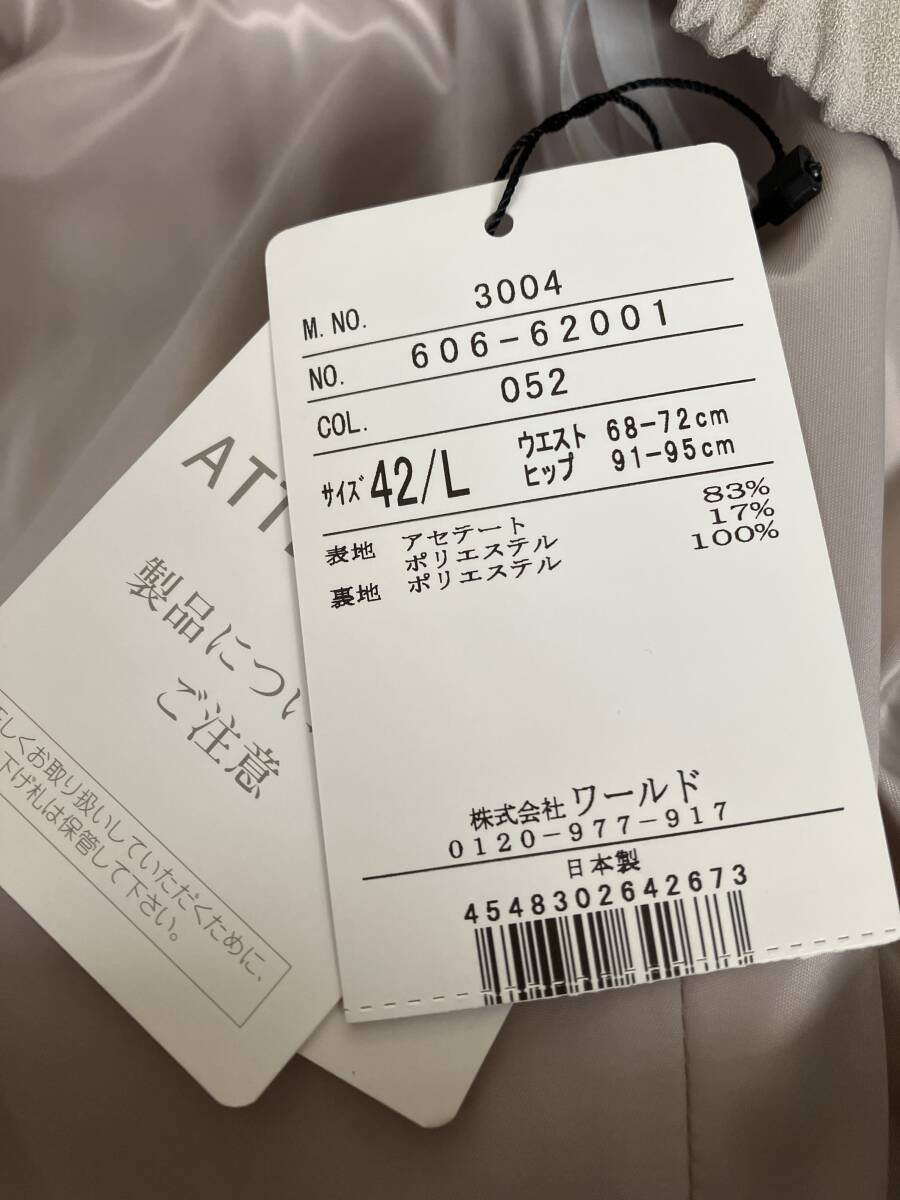 M. NO. 3004
NO. 606-62001
COL. 052
サイズ 42/L ウエスト 68-72cm
ヒップ 91-95cm
表地 アセテート 83%
ポリエステル 17%
裏地 ポリエステル 100%
株式会社 ワールド
0120-977-917
日本製
4548302642673
製品につい
ご注意
しくお取り扱いしていただくために、
下げ札は保管して下さい。